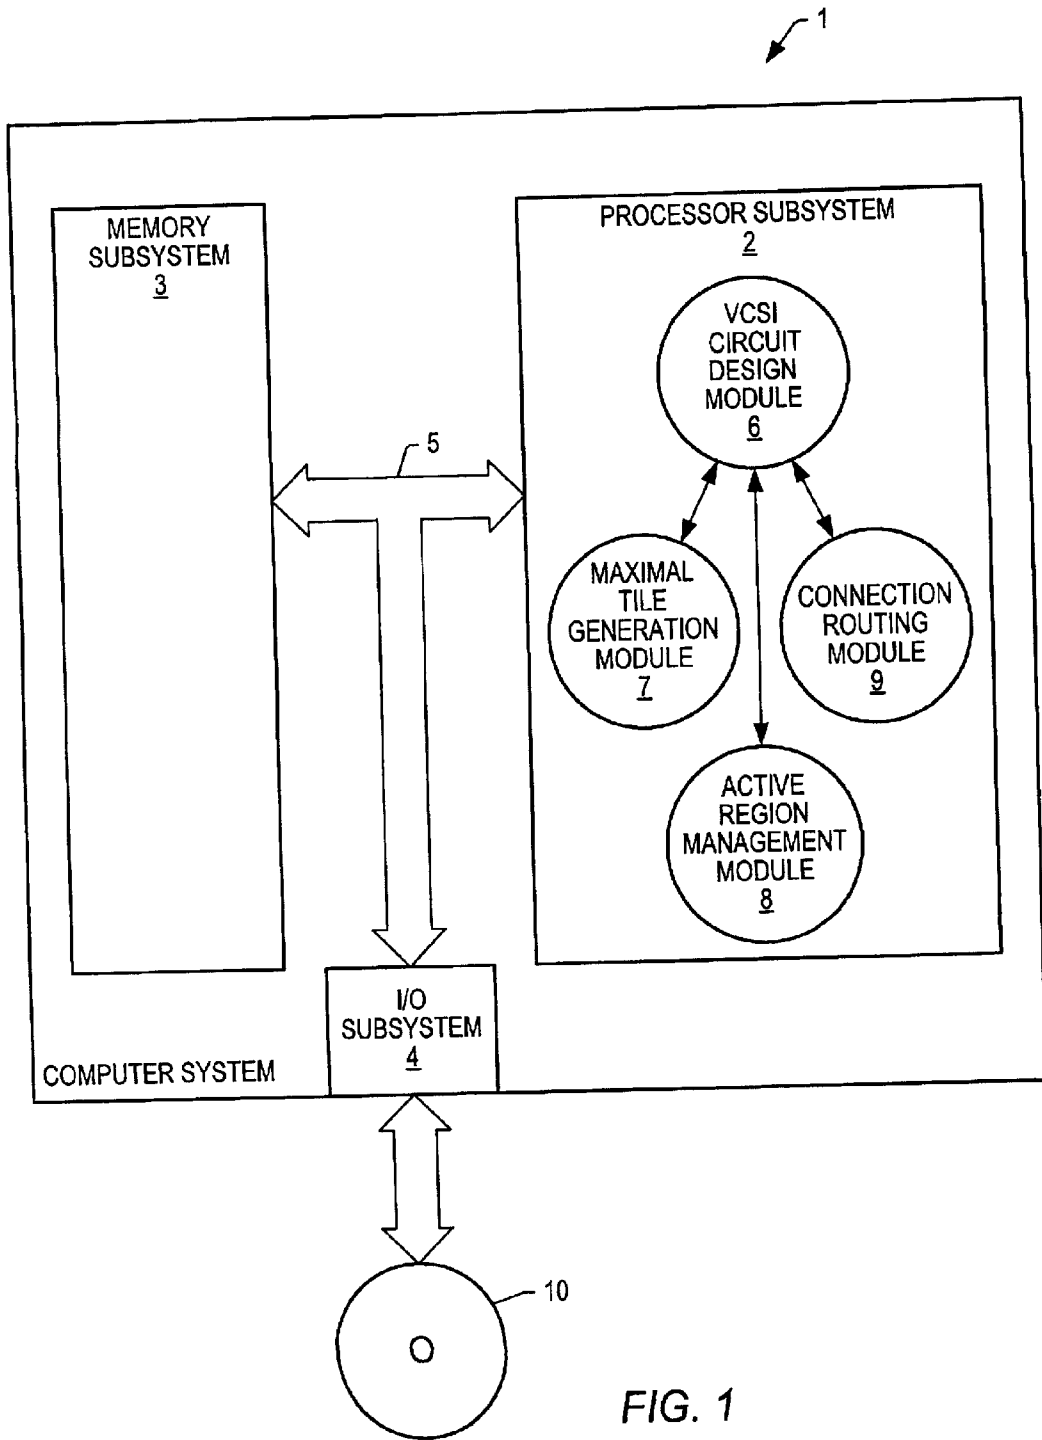 1
MEMORY
SUBSYSTEM
3
PROCESSOR SUBSYSTEM
2
VCSI
CIRCUIT
DESIGN
MODULE
6
5
MAXIMAL
TILE
GENERATION
MODULE
7
CONNECTION
ROUTING
MODULE
9
ACTIVE
REGION
MANAGEMENT
MODULE
8
I/O
SUBSYSTEM
4
COMPUTER SYSTEM
10
FIG. 1